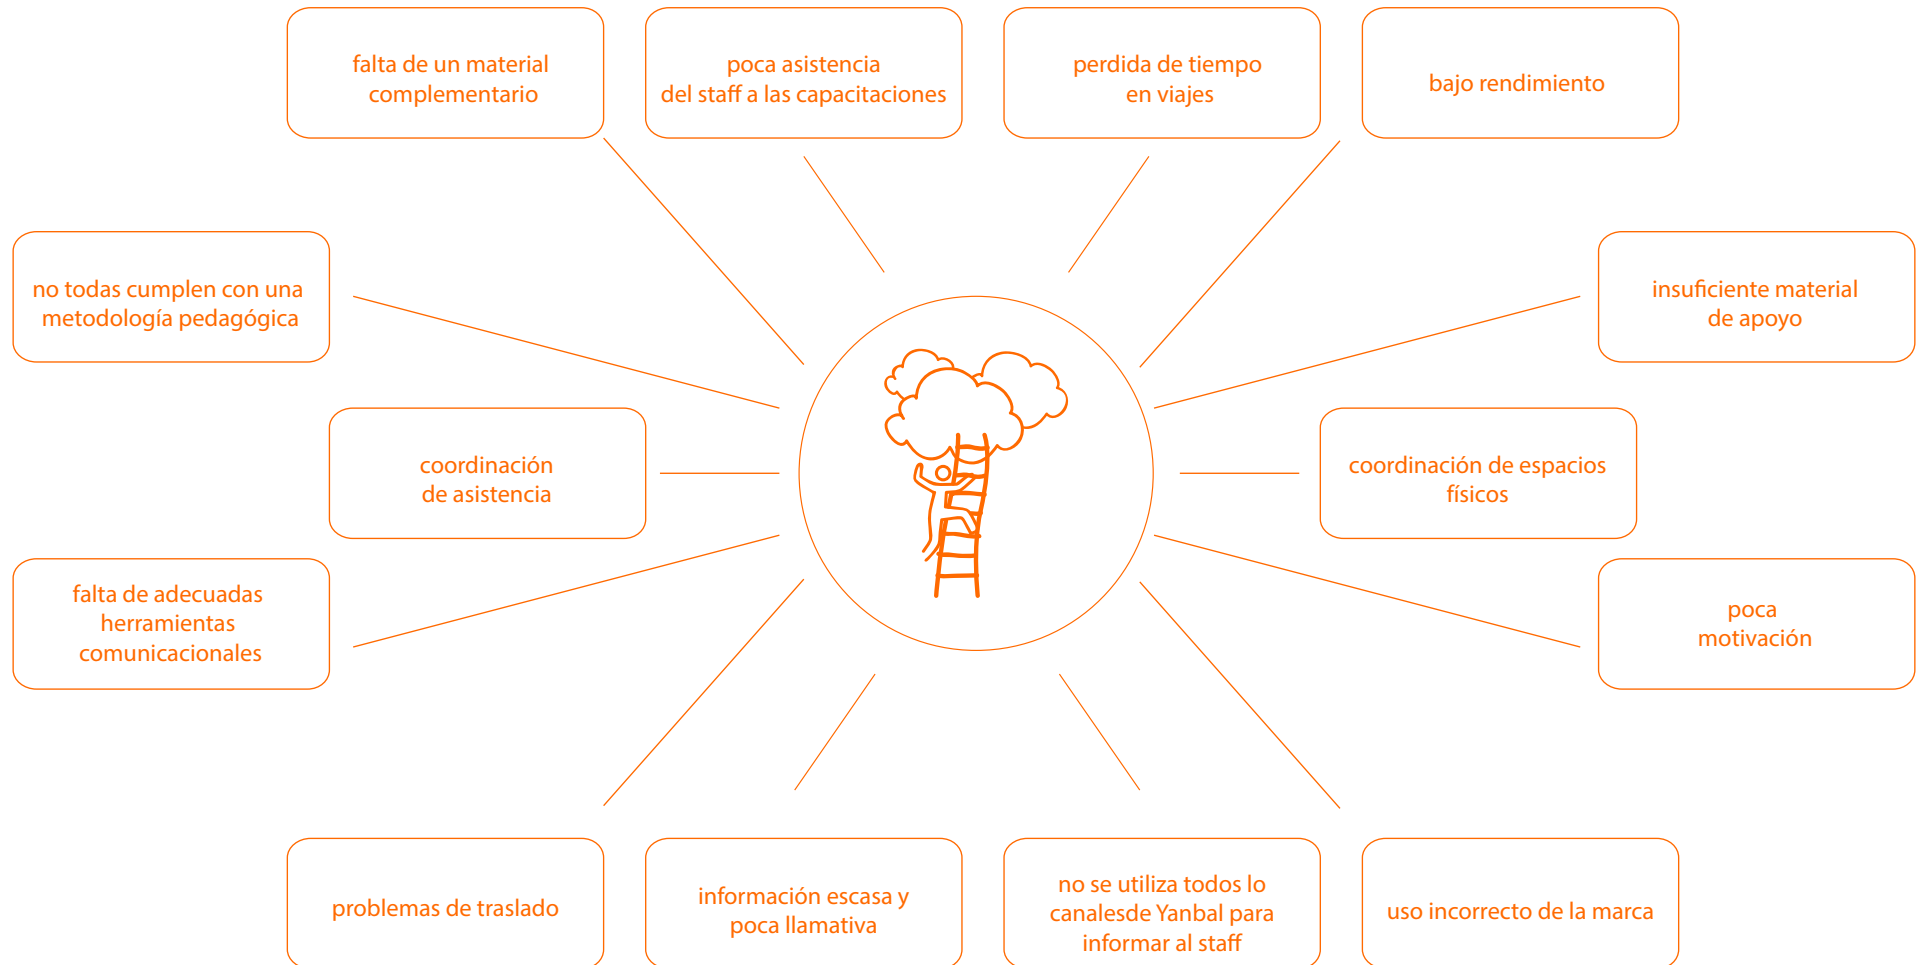 falta de un material
complementario
poca asistencia
del staff a las capacitaciones
perdida de tiempo
en viajes
bajo rendimiento
no todas cumplen con una
metodología pedagógica
insuficiente material
de apoyo
coordinación
de asistencia
coordinación de espacios
físicos
falta de adecuadas
herramientas
comunicacionales
poca
motivación
problemas de traslado
información escasa y
poca llamativa
no se utiliza todos lo
canalesde Yanbal para
informar al staff
uso incorrecto de la marca